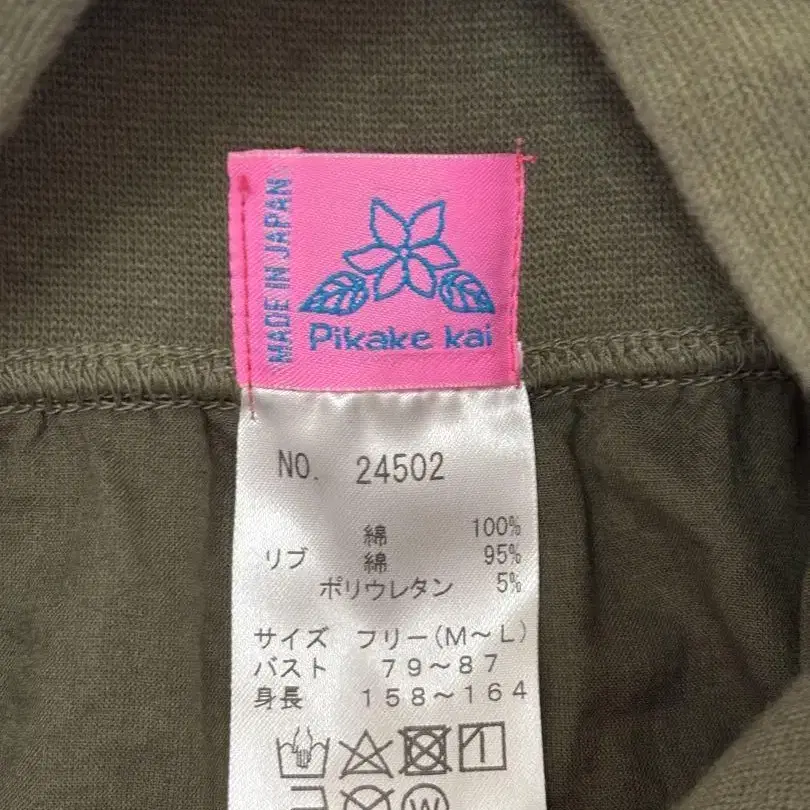 MADE IN JAPAN
Pikake kai
NO. 24502
綿 100%
リブ 綿 95%
ポリウレタン 5%
サイズ フリー(M～L)
バスト 79～87
身長 158～164
W